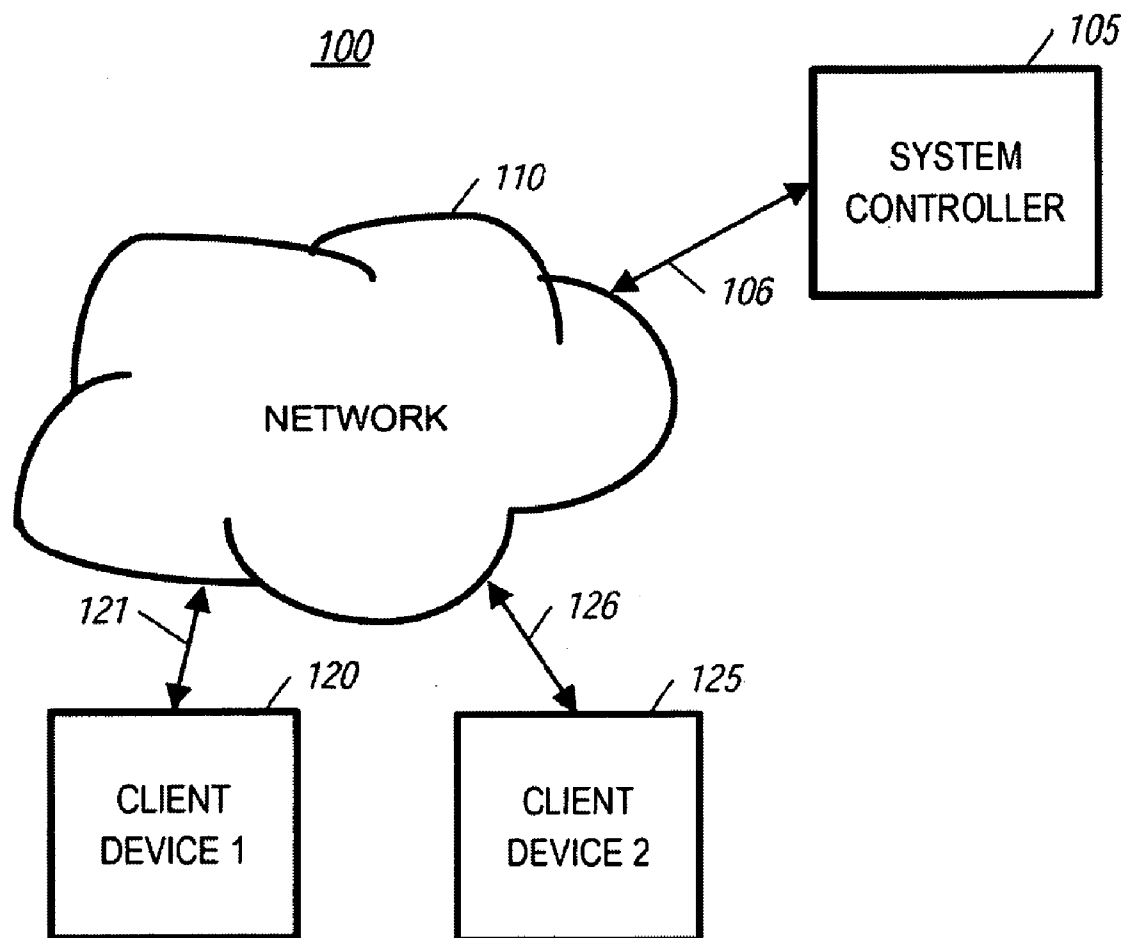 100
105
SYSTEM
CONTROLLER
110
106
NETWORK
121
126
120
125
CLIENT
DEVICE 1
CLIENT
DEVICE 2